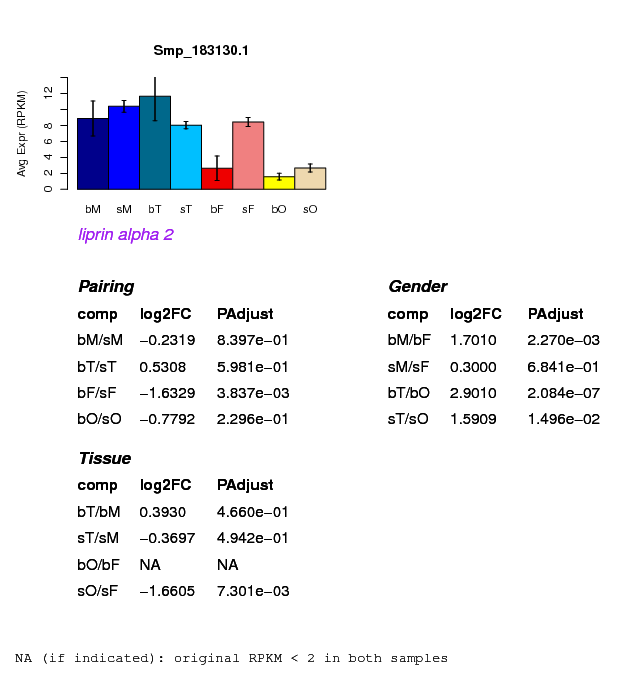 Smp_183130.1
Avg Expr (RPKM)
12
8
6
4
2
0
bM sM bT sT bF sF bO sO
liprin alpha 2
Pairing
comp log2FC PAdjust
bM/sM −0.2319 8.397e−01
bT/sT 0.5308 5.981e−01
bF/sF −1.6329 3.837e−03
bO/sO −0.7792 2.296e−01
Gender
comp log2FC PAdjust
bM/bF 1.7010 2.270e−03
sM/sF 0.3000 6.841e−01
bT/bO 2.9010 2.084e−07
sT/sO 1.5909 1.496e−02
Tissue
comp log2FC PAdjust
bT/bM 0.3930 4.660e−01
sT/sM −0.3697 4.942e−01
bO/bF NA NA
sO/sF −1.6605 7.301e−03
NA (if indicated): original RPKM < 2 in both samples